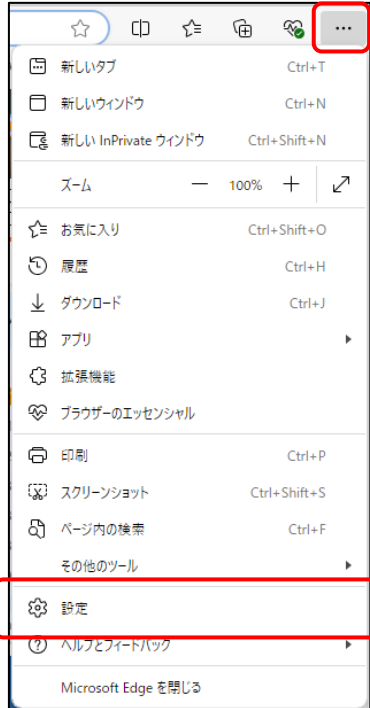 新しいタブ Ctrl+T
新しいウィンドウ Ctrl+N
新しい InPrivate ウィンドウ Ctrl+Shift+N
ズーム 100%
お気に入り Ctrl+Shift+O
履歴 Ctrl+H
ダウンロード Ctrl+J
アプリ
拡張機能
ブラウザーのエッセンシャル
印刷 Ctrl+P
スクリーンショット Ctrl+Shift+S
ページ内の検索 Ctrl+F
その他のツール
設定
ヘルプとフィードバック
Microsoft Edge を閉じる